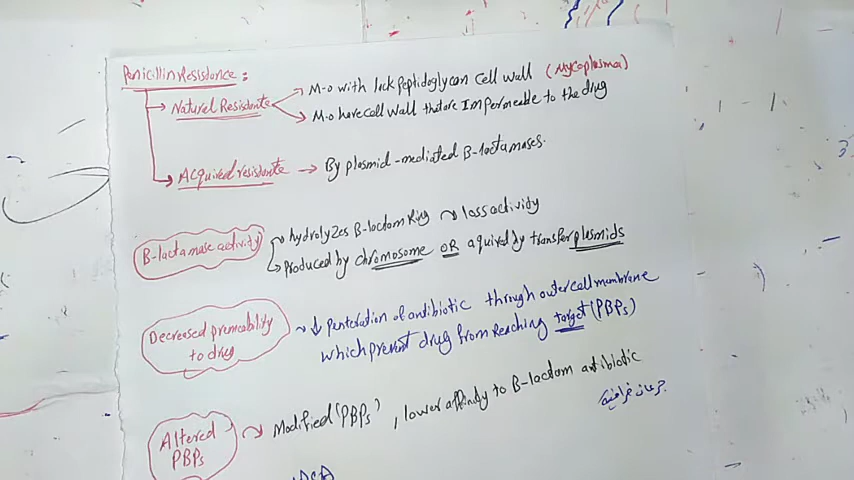 Penicillin Resistance:
Natural Resistante
M-o with lack peptidoglycan cell wall (Mycoplasma)
M-o have cell wall that are Impermeable to the drug
Acquired resistante → By plasmid-mediated B-lactamases.
B-lactamase activity
hydrolyzes B-lactam Ring ↝ loss activity
Produced by chromosome OR aquired by transfer plasmids
Decreased premeability to drug
↓ penteration of antibiotic through outer cell membrane
which prevent drug from reaching target (PBPs)
Altered PBPs
Modified (PBPs), lower affinity to B-lactam antibiotic